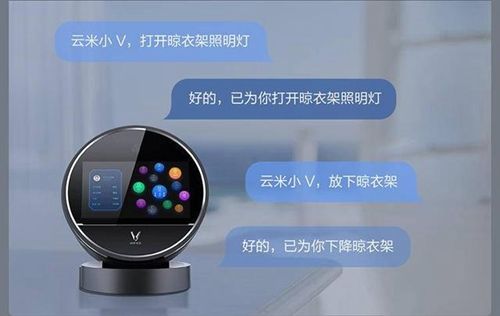 云米小 V，打开晾衣架照明灯
好的，已为你打开晾衣架照明灯
云米小 V，放下晾衣架
好的，已为你下降晾衣架